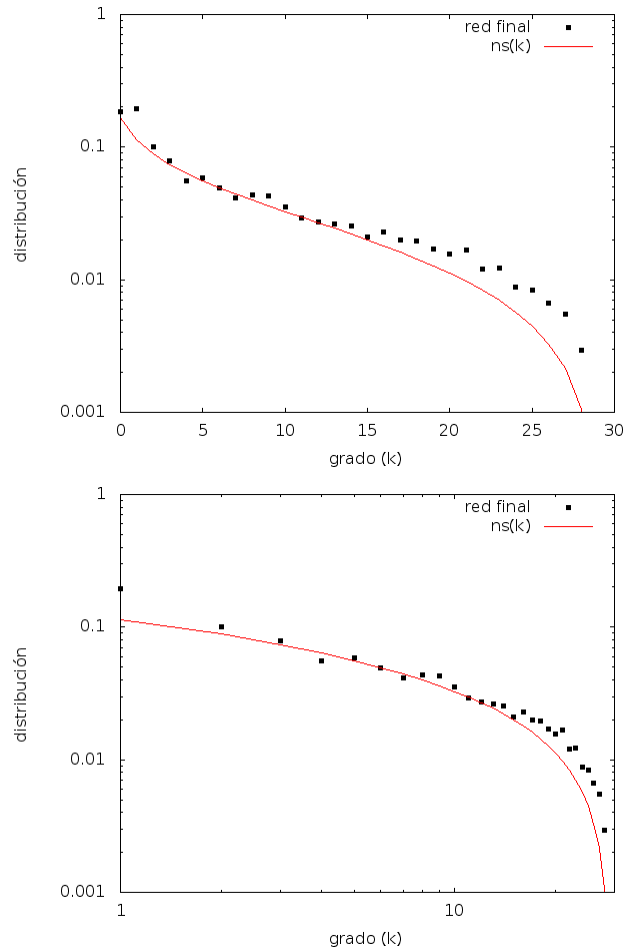 1
red final
ns(k)
0.1
distribución
0.01
0.001
0 5 10 15 20 25 30
grado (k)
1
red final
ns(k)
0.1
distribución
0.01
0.001
1 10
grado (k)